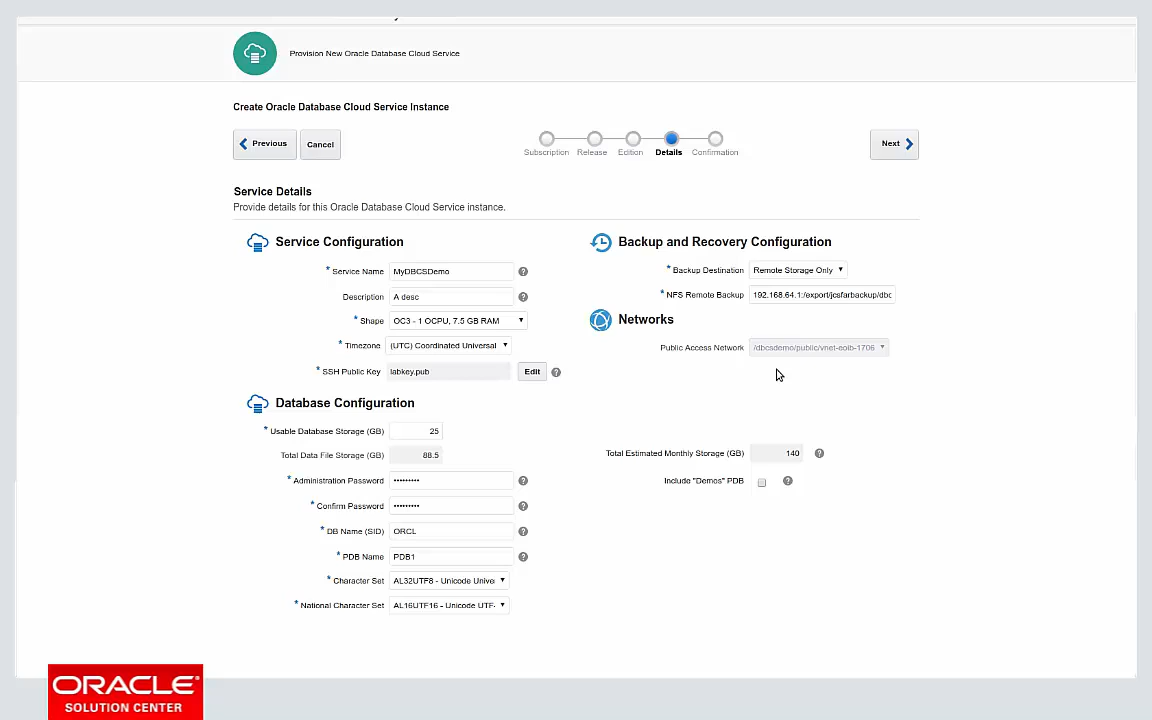 Provision New Oracle Database Cloud Service
Create Oracle Database Cloud Service Instance
Previous
Cancel
Subscription Release Edition Details Confirmation
Next
Service Details
Provide details for this Oracle Database Cloud Service instance.
Service Configuration
* Service Name MyDBCSDemo ?
Description A desc ?
* Shape OC3 - 1 OCPU, 7.5 GB RAM
* Timezone (UTC) Coordinated Universal
* SSH Public Key labkey.pub Edit ?
Backup and Recovery Configuration
* Backup Destination Remote Storage Only
* NFS Remote Backup 192.168.64.1:/export/jcsfarbackup/dbc
Networks
Public Access Network /dbcsdemo/public/vnet-eoib-1706
Database Configuration
* Usable Database Storage (GB) 25
Total Data File Storage (GB) 88.5
* Administration Password ••••••••• ?
* Confirm Password ••••••••• ?
* DB Name (SID) ORCL ?
* PDB Name PDB1 ?
* Character Set AL32UTF8 - Unicode Unive
* National Character Set AL16UTF16 - Unicode UTF-
Total Estimated Monthly Storage (GB) 140 ?
Include "Demos" PDB ?
ORACLE®
SOLUTION CENTER